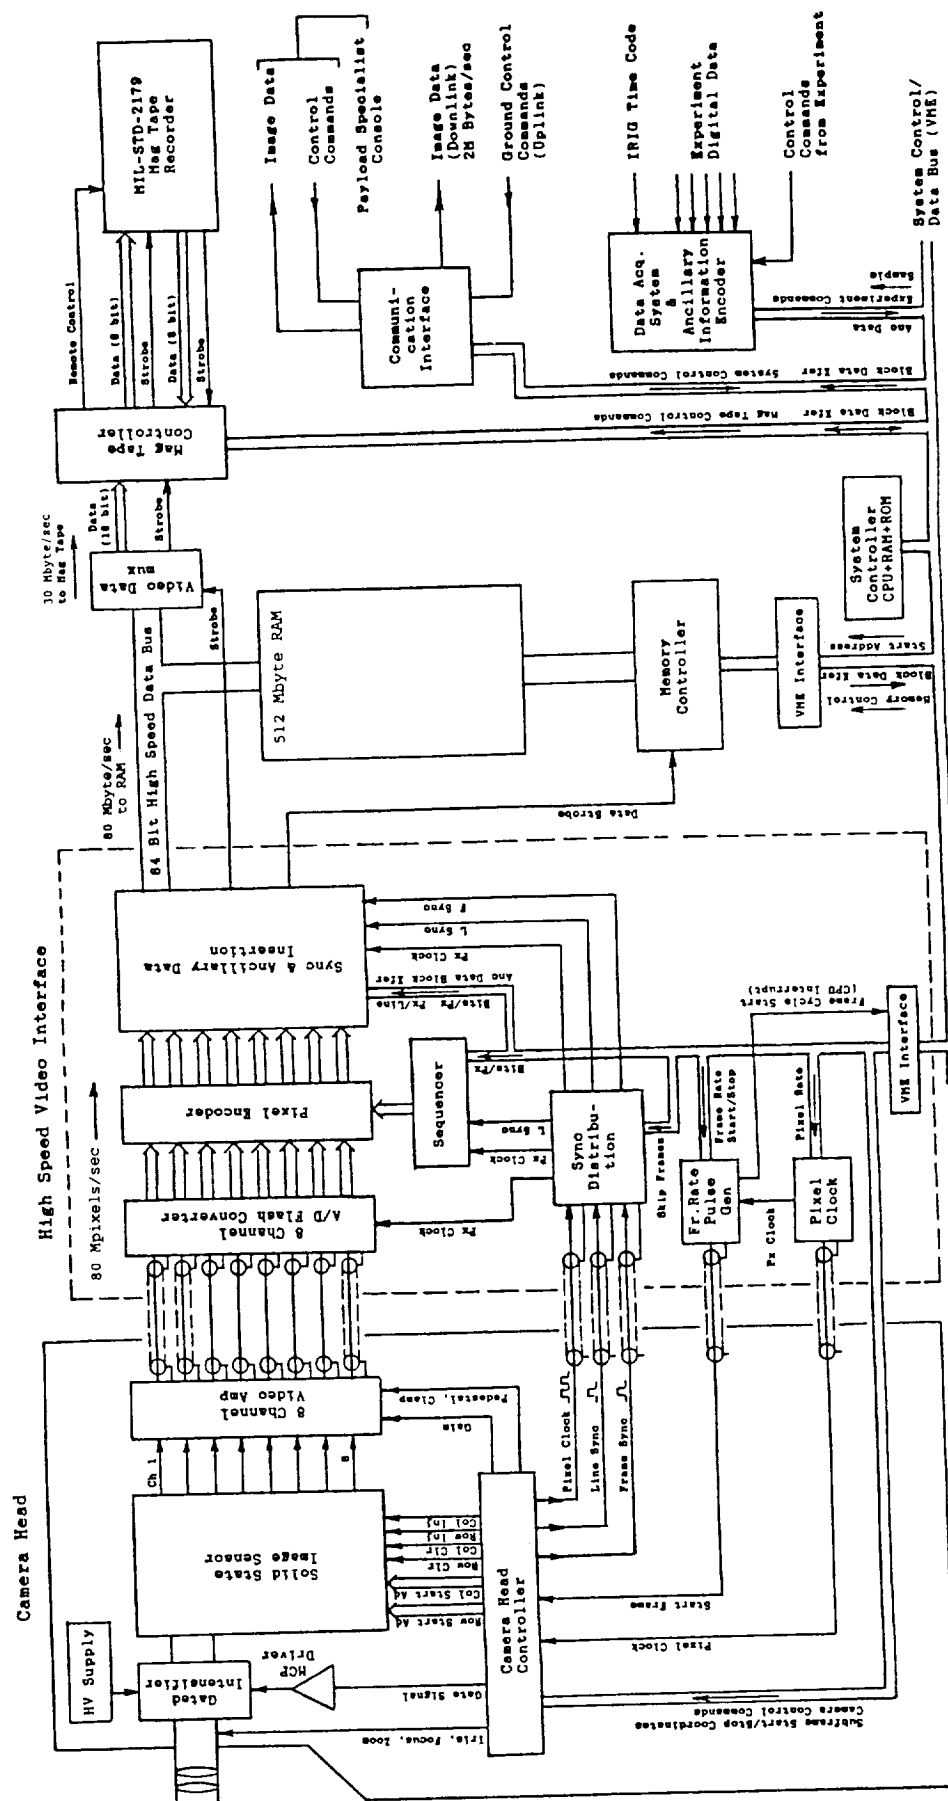 Camera Head
HV Supply
Gated
Intensifier
MCP
Driver
Solid State
Image Sensor
Ch 1
8
8 Channel
Video Amp
Iris, Focus, Zoom
Gate Signal
Row Start Ad
Col Start Ad
Row Clr
Col Clr
Row Inj
Col Inj
Gain
Pedestal, Clamp
Camera Head
Controller
Pixel Clock
Line Sync
Frame Sync
Start Frame
Pixel Clock
Subframe Start/Stop Coordinates
Camera Control Commands
High Speed Video Interface
80 Mpixels/sec
8 Channel
A/D Flash Converter
Pixel Encoder
Sync & Ancillary Data
Insertion
Px Clock
Sequencer
Px Clock
L Sync
Bits/Px
Bits/Px/Line
Px/Line
Anc Data Block Xfer
Px Clock
L Sync
F Sync
Sync
Distribu-
tion
Skip Frames
Fr.Rate
Pulse
Gen
Frame Rate
Start/Stop
Px Clock
Pixel
Clock
Pixel Rate
Frame Cycle Start
(CPU Interrupt)
VME Interface
80 Mbyte/sec
to RAM
64 Bit High Speed Data Bus
30 Mbyte/sec
to Mag Tape
Video Data
mux
Strobe
Data
(16 bit)
Strobe
512 Mbyte RAM
Data Strobe
Memory
Controller
VME Interface
Memory Control
Block Data Xfer
Start Address
System
Controller
CPU+RAM+ROM
Mag Tape
Controller
Remote Control
Data (8 bit)
Strobe
Data (8 bit)
Strobe
MIL-STD-2179
Mag Tape
Recorder
Block Data Xfer
Mag Tape Control Commands
Block Data Xfer
System Control Commands
Communi-
cation
Interface
Image Data
Control
Commands
Payload Specialist
Console
Image Data
(Downlink)
2M Bytes/sec
Ground Control
Commands
(Uplink)
Data Acq.
System
&
Ancillary
Information
Encoder
IRIG Time Code
Experiment
Digital Data
Control
Commands
from Experiment
Anc Data
Experiment Commands
Sample
System Control/
Data Bus (VME)